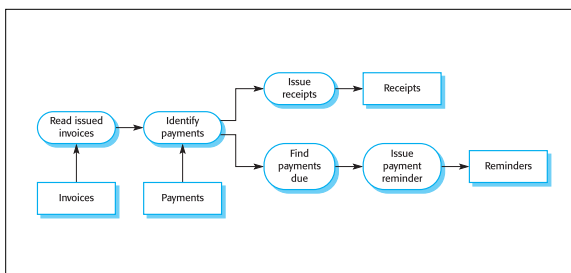 Read issued
invoices
Identify
payments
Issue
receipts
Receipts
Find
payments
due
Issue
payment
reminder
Reminders
Invoices
Payments